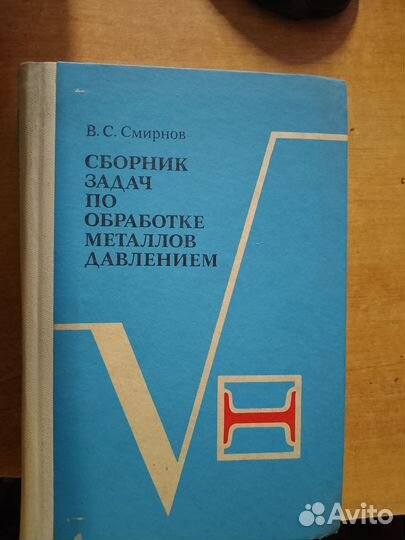 В. С. Смирнов
СБОРНИК
ЗАДАЧ
ПО
ОБРАБОТКЕ
МЕТАЛЛОВ
ДАВЛЕНИЕМ
Avito